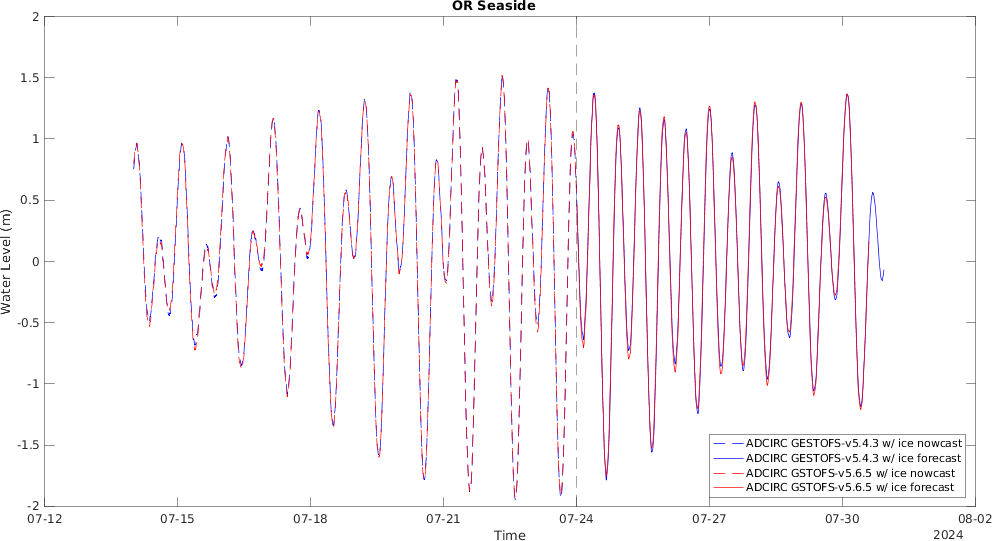 OR Seaside
2
1.5
1
0.5
0
-0.5
-1
-1.5
-2
Water Level (m)
ADCIRC GESTOFS-v5.4.3 w/ ice nowcast
ADCIRC GESTOFS-v5.4.3 w/ ice forecast
ADCIRC GSTOFS-v5.6.5 w/ ice nowcast
ADCIRC GSTOFS-v5.6.5 w/ ice forecast
07-12 07-15 07-18 07-21 07-24 07-27 07-30 08-02
Time
2024